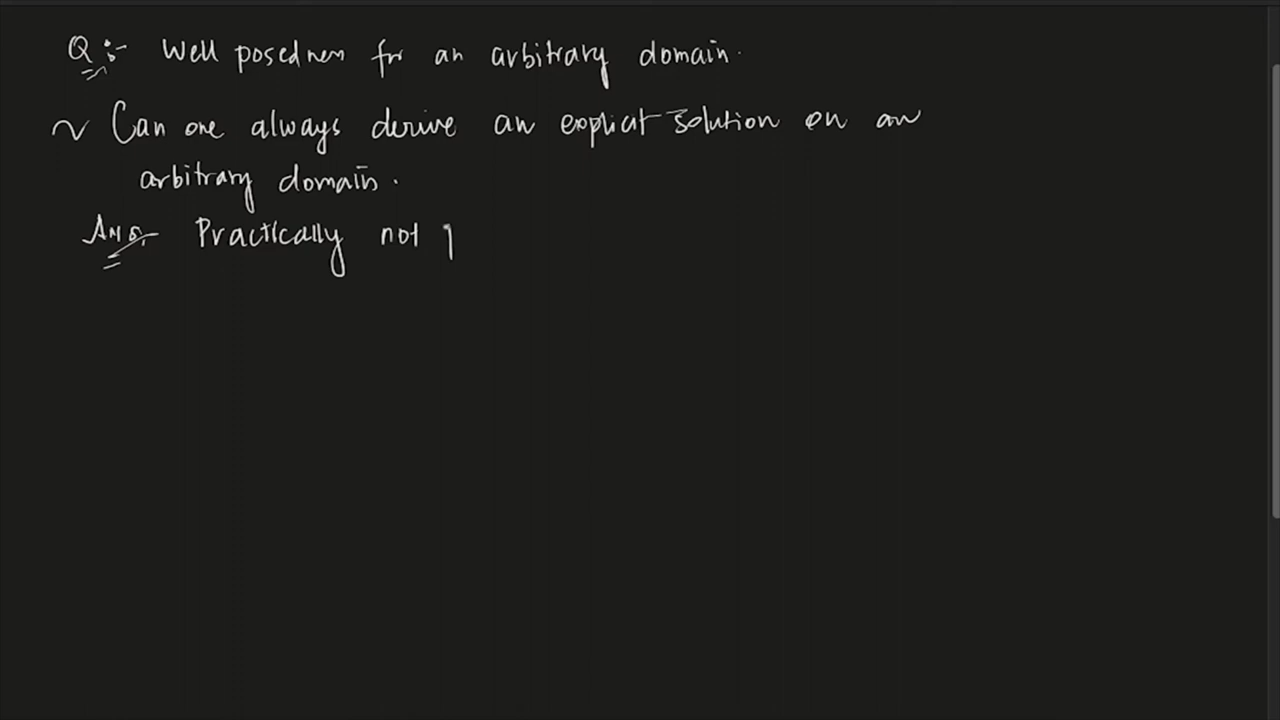 Q :- Well posedness for an arbitrary domain.
~ Can one always derive an explicit solution on an
arbitrary domain.
Ans. Practically not